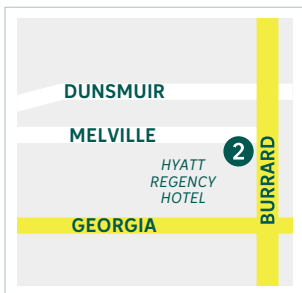 DUNSMUIR
MELVILLE
2
HYATT
REGENCY
HOTEL
BURRARD
GEORGIA